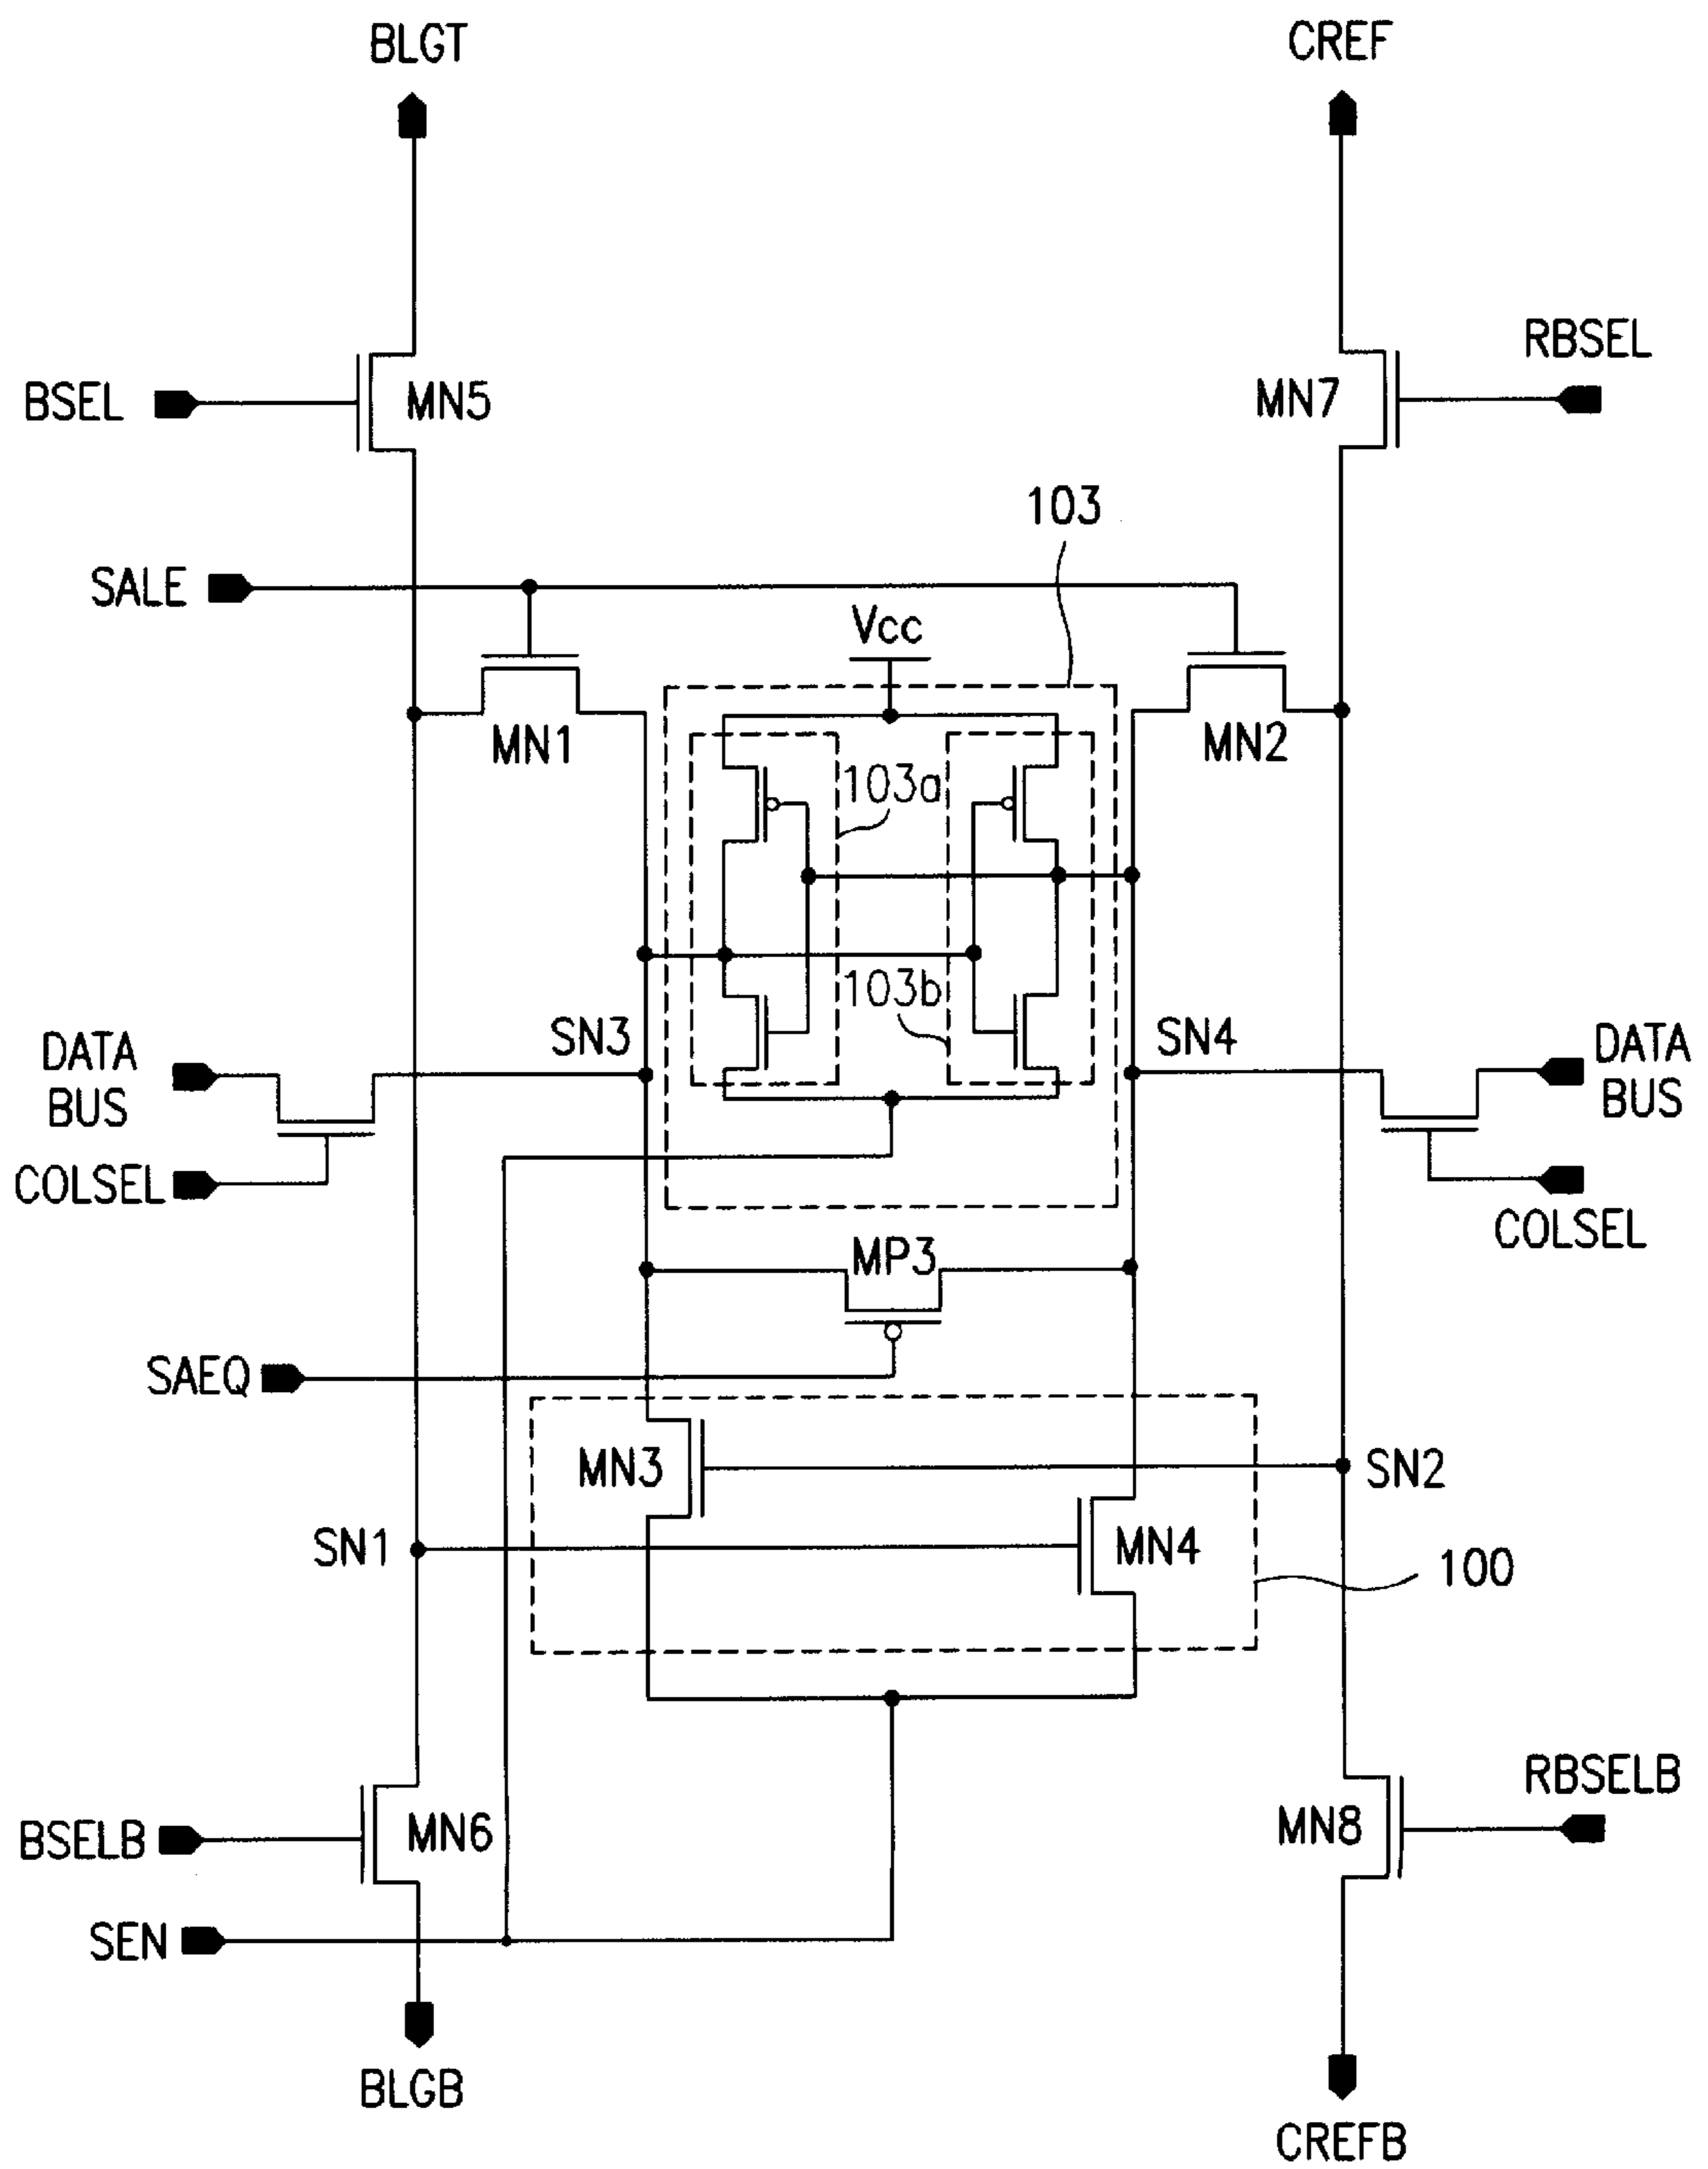 BLGT
CREF
RBSEL
BSEL
MN5
MN7
103
SALE
Vcc
MN1
MN2
103a
103b
SN3
SN4
DATA
BUS
DATA
BUS
COLSEL
COLSEL
MP3
SAEQ
MN3
SN2
SN1
MN4
100
RBSELB
BSELB
MN6
MN8
SEN
BLGB
CREFB